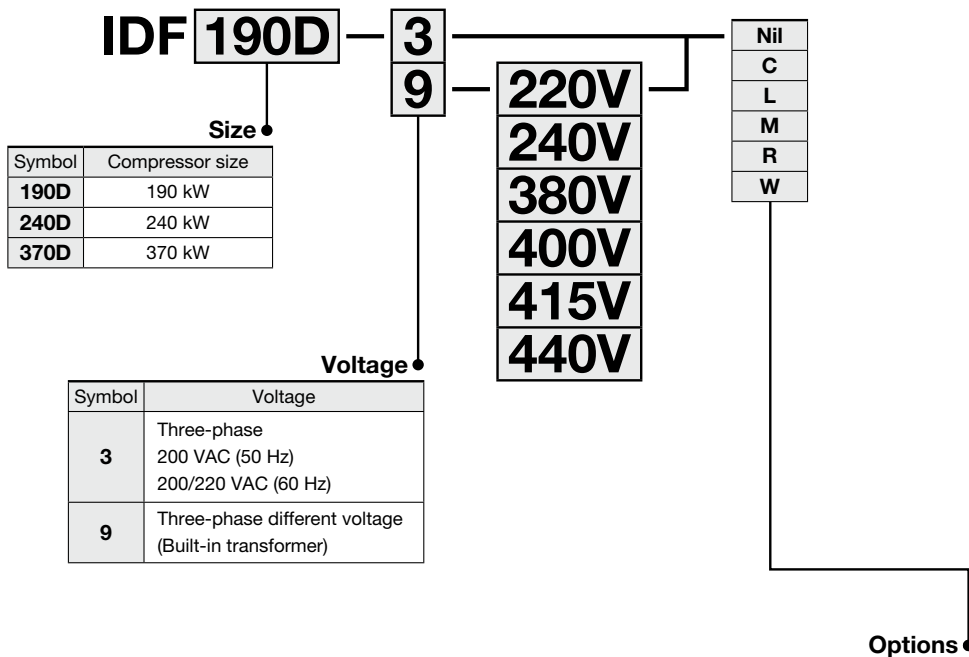 IDF 190D — 3
9 — 220V
240V
380V
400V
415V
440V
Nil
C
L
M
R
W
Size
Symbol Compressor size
190D 190 kW
240D 240 kW
370D 370 kW
Voltage
Symbol Voltage
3 Three-phase
200 VAC (50 Hz)
200/220 VAC (60 Hz)
9 Three-phase different voltage
(Built-in transformer)
Options